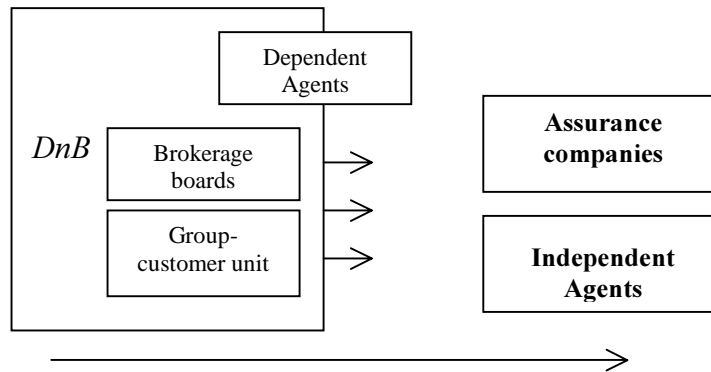 Dependent
Agents
DnB
Brokerage
boards
Group-
customer unit
Assurance
companies
Independent
Agents